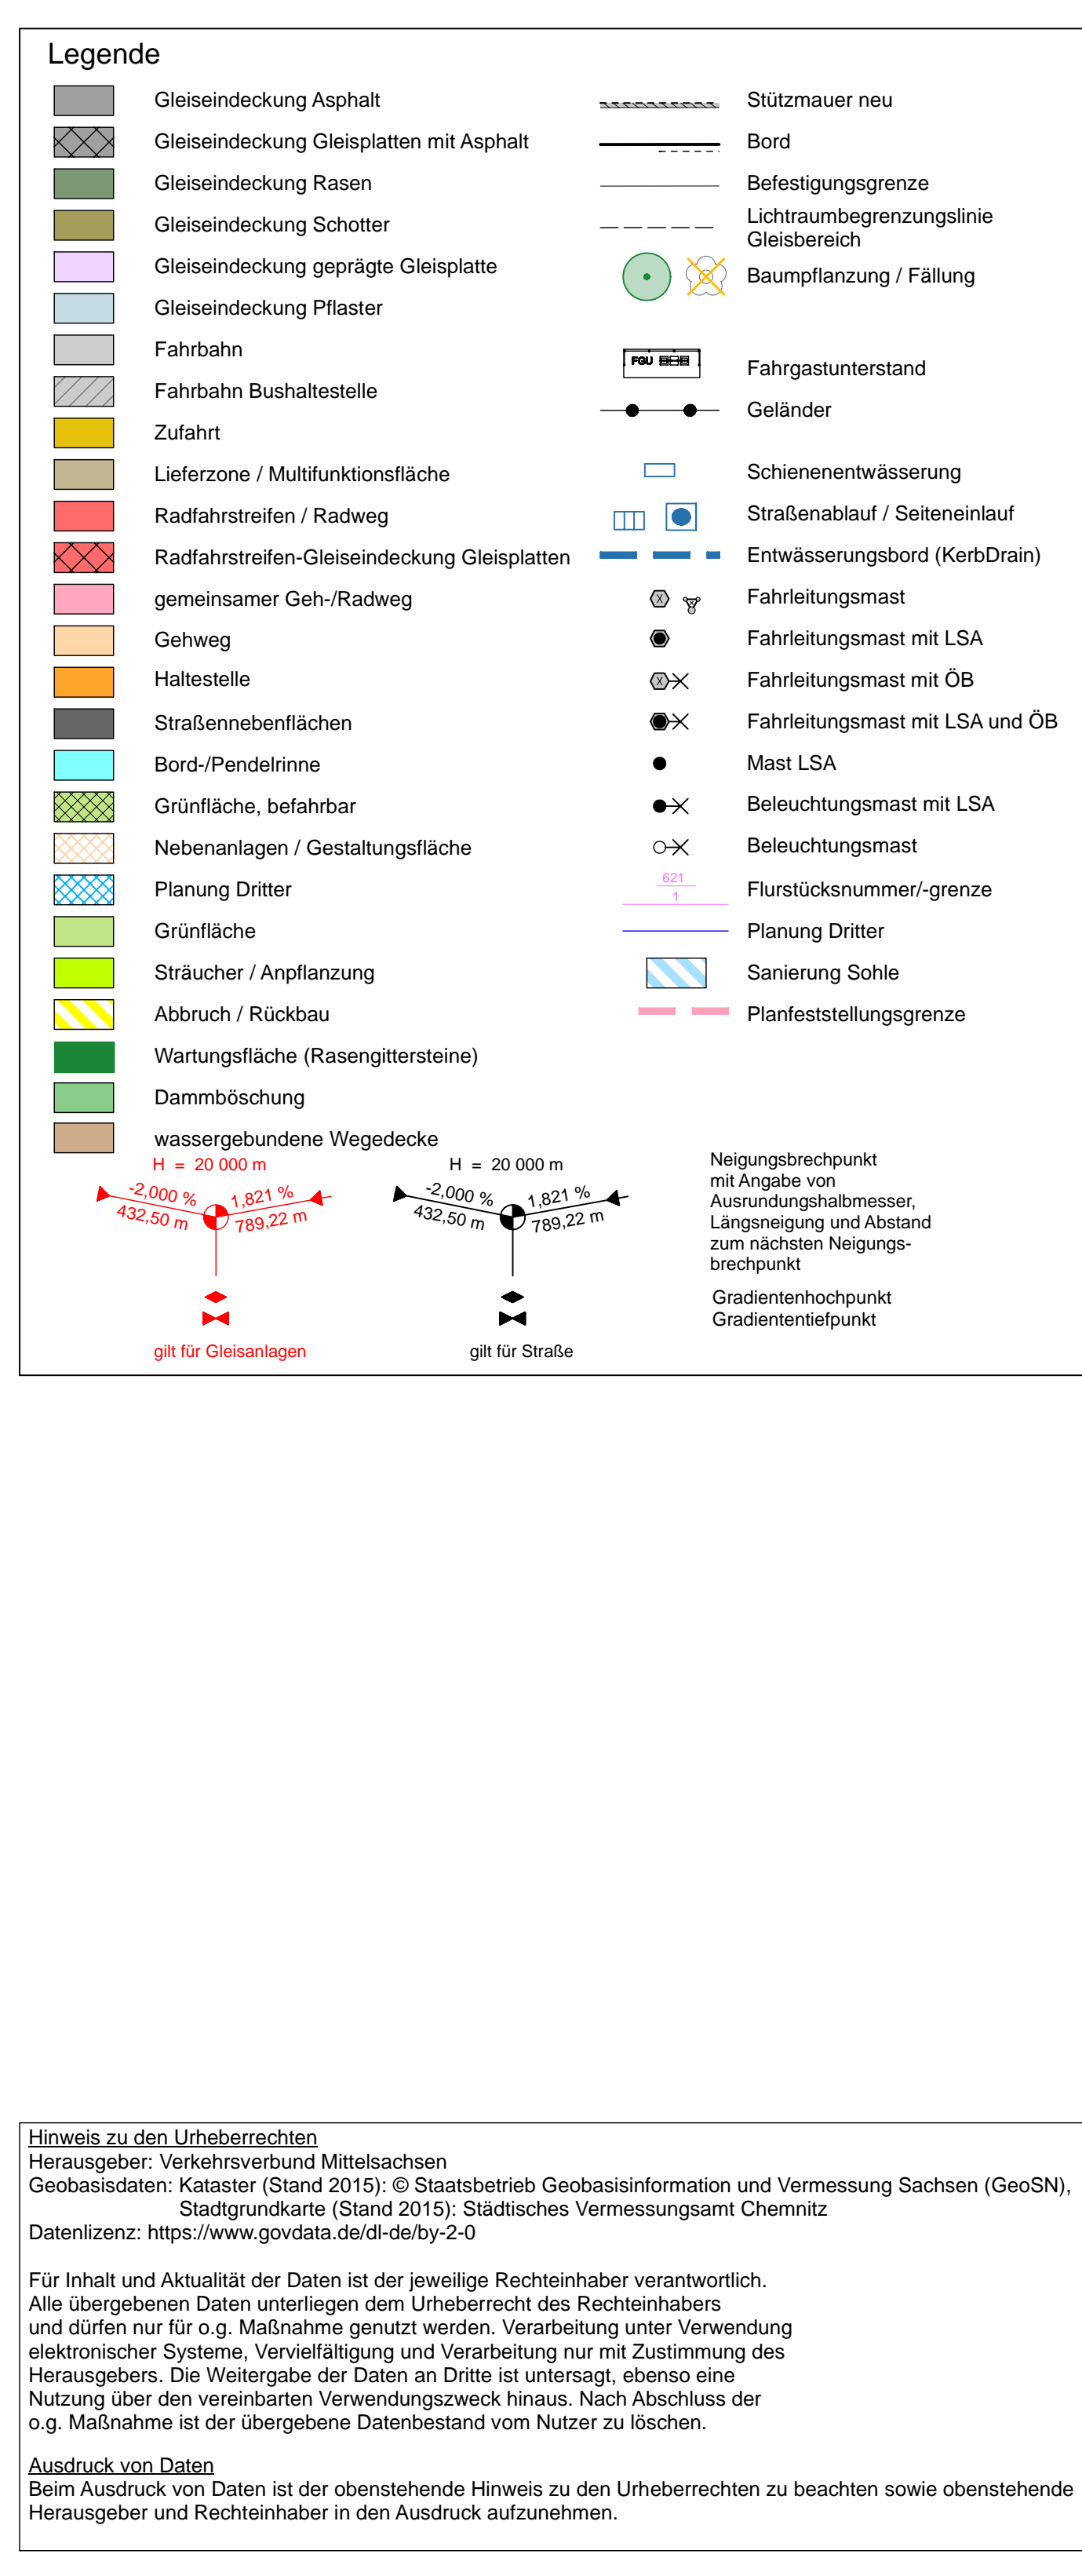 Legende
Gleiseindeckung Asphalt
Gleiseindeckung Gleisplatten mit Asphalt
Gleiseindeckung Rasen
Gleiseindeckung Schotter
Gleiseindeckung geprägte Gleisplatte
Gleiseindeckung Pflaster
Fahrbahn
Fahrbahn Bushaltestelle
Zufahrt
Lieferzone / Multifunktionsfläche
Radfahrstreifen / Radweg
Radfahrstreifen-Gleiseindeckung Gleisplatten
gemeinsamer Geh-/Radweg
Gehweg
Haltestelle
Straßennebenflächen
Bord-/Pendelrinne
Grünfläche, befahrbar
Nebenanlagen / Gestaltungsfläche
Planung Dritter
Grünfläche
Sträucher / Anpflanzung
Abbruch / Rückbau
Wartungsfläche (Rasengittersteine)
Dammböschung
wassergebundene Wegedecke
Stützmauer neu
Bord
Befestigungsgrenze
Lichtraumbegrenzungslinie
Gleisbereich
Baumpflanzung / Fällung
FGU
Fahrgastunterstand
Geländer
Schienenentwässerung
Straßenablauf / Seiteneinlauf
Entwässerungsbord (KerbDrain)
X
Fahrleitungsmast
Fahrleitungsmast mit LSA
X
Fahrleitungsmast mit ÖB
Fahrleitungsmast mit LSA und ÖB
Mast LSA
Beleuchtungsmast mit LSA
Beleuchtungsmast
621
1
Flurstücksnummer/-grenze
Planung Dritter
Sanierung Sohle
Planfeststellungsgrenze
H = 20 000 m
-2,000 % 1,821 %
432,50 m 789,22 m
gilt für Gleisanlagen
H = 20 000 m
-2,000 % 1,821 %
432,50 m 789,22 m
gilt für Straße
Neigungsbrechpunkt
mit Angabe von
Ausrundungshalbmesser,
Längsneigung und Abstand
zum nächsten Neigungs-
brechpunkt
Gradientenhochpunkt
Gradiententiefpunkt
Hinweis zu den Urheberrechten
Herausgeber: Verkehrsverbund Mittelsachsen
Geobasisdaten: Kataster (Stand 2015): © Staatsbetrieb Geobasisinformation und Vermessung Sachsen (GeoSN),
Stadtgrundkarte (Stand 2015): Städtisches Vermessungsamt Chemnitz
Datenlizenz: https://www.govdata.de/dl-de/by-2-0
Für Inhalt und Aktualität der Daten ist der jeweilige Rechteinhaber verantwortlich.
Alle übergebenen Daten unterliegen dem Urheberrecht des Rechteinhabers
und dürfen nur für o.g. Maßnahme genutzt werden. Verarbeitung unter Verwendung
elektronischer Systeme, Vervielfältigung und Verarbeitung nur mit Zustimmung des
Herausgebers. Die Weitergabe der Daten an Dritte ist untersagt, ebenso eine
Nutzung über den vereinbarten Verwendungszweck hinaus. Nach Abschluss der
o.g. Maßnahme ist der übergebene Datenbestand vom Nutzer zu löschen.
Ausdruck von Daten
Beim Ausdruck von Daten ist der obenstehende Hinweis zu den Urheberrechten zu beachten sowie obenstehende
Herausgeber und Rechteinhaber in den Ausdruck aufzunehmen.